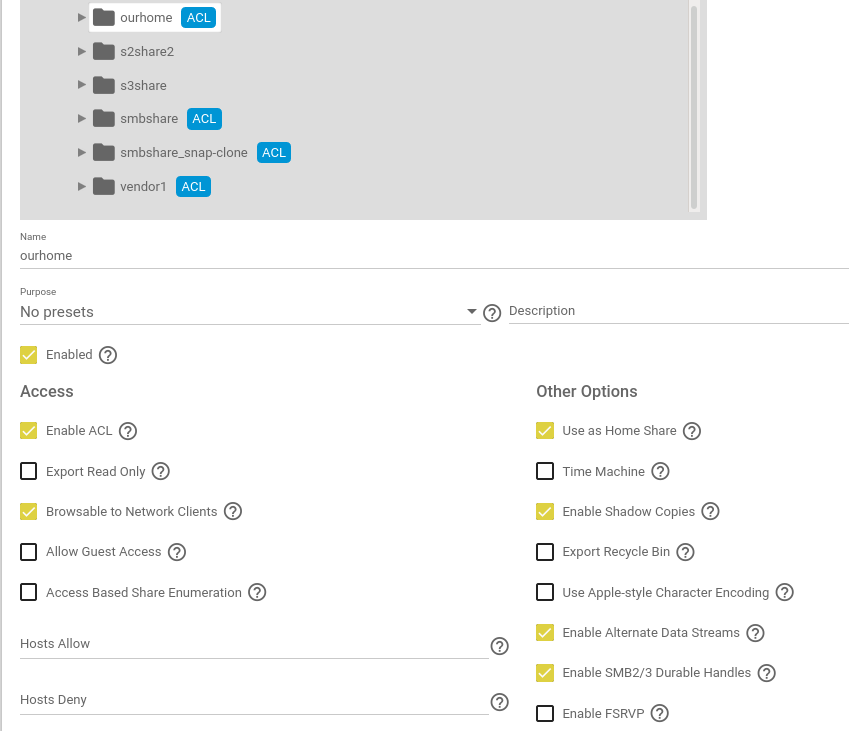 ourhome ACL
s2share2
s3share
smbshare ACL
smbshare_snap-clone ACL
vendor1 ACL
Name
ourhome
Purpose
No presets
Description
Enabled
Access
Enable ACL
Export Read Only
Browsable to Network Clients
Allow Guest Access
Access Based Share Enumeration
Hosts Allow
Hosts Deny
Other Options
Use as Home Share
Time Machine
Enable Shadow Copies
Export Recycle Bin
Use Apple-style Character Encoding
Enable Alternate Data Streams
Enable SMB2/3 Durable Handles
Enable FSRVP